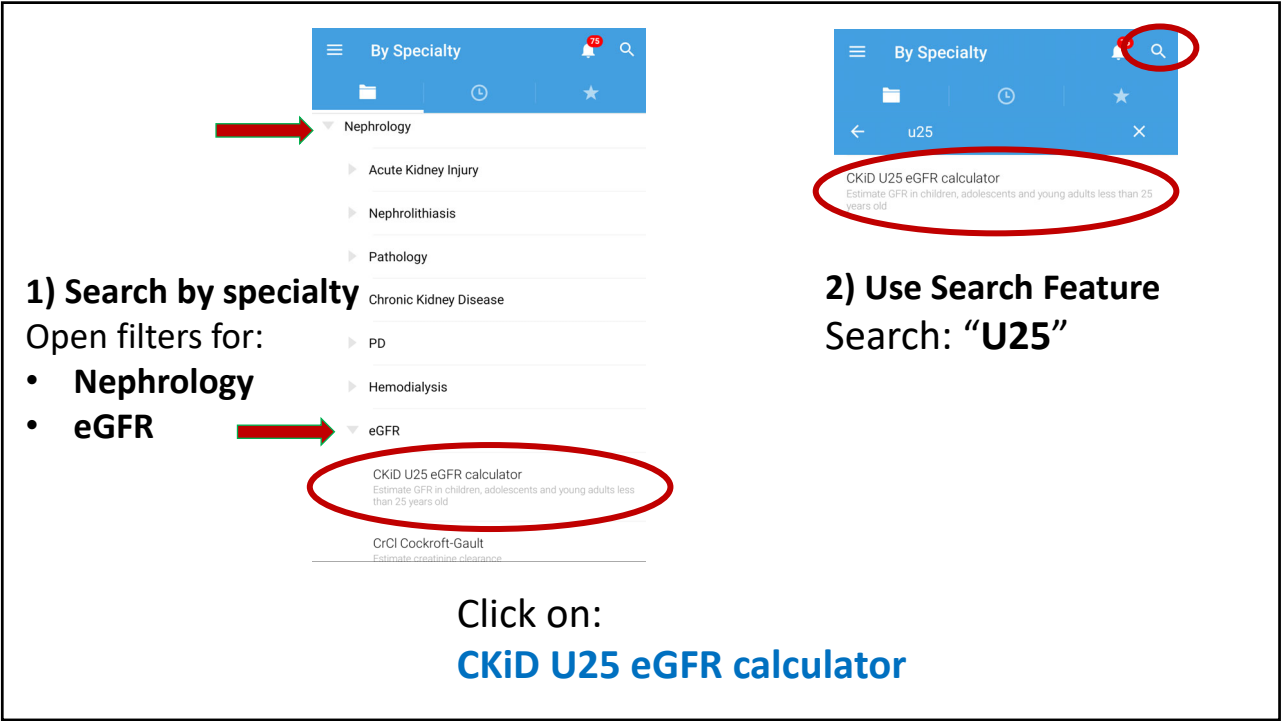 By Specialty
75
Nephrology
Acute Kidney Injury
Nephrolithiasis
Pathology
Chronic Kidney Disease
PD
Hemodialysis
eGFR
CKiD U25 eGFR calculator
Estimate GFR in children, adolescents and young adults less
than 25 years old
CrCl Cockroft-Gault
Estimate creatinine clearance
1) Search by specialty
Open filters for:
• Nephrology
• eGFR
By Specialty
u25
CKiD U25 eGFR calculator
Estimate GFR in children, adolescents and young adults less than 25
years old
2) Use Search Feature
Search: “U25”
Click on:
CKiD U25 eGFR calculator